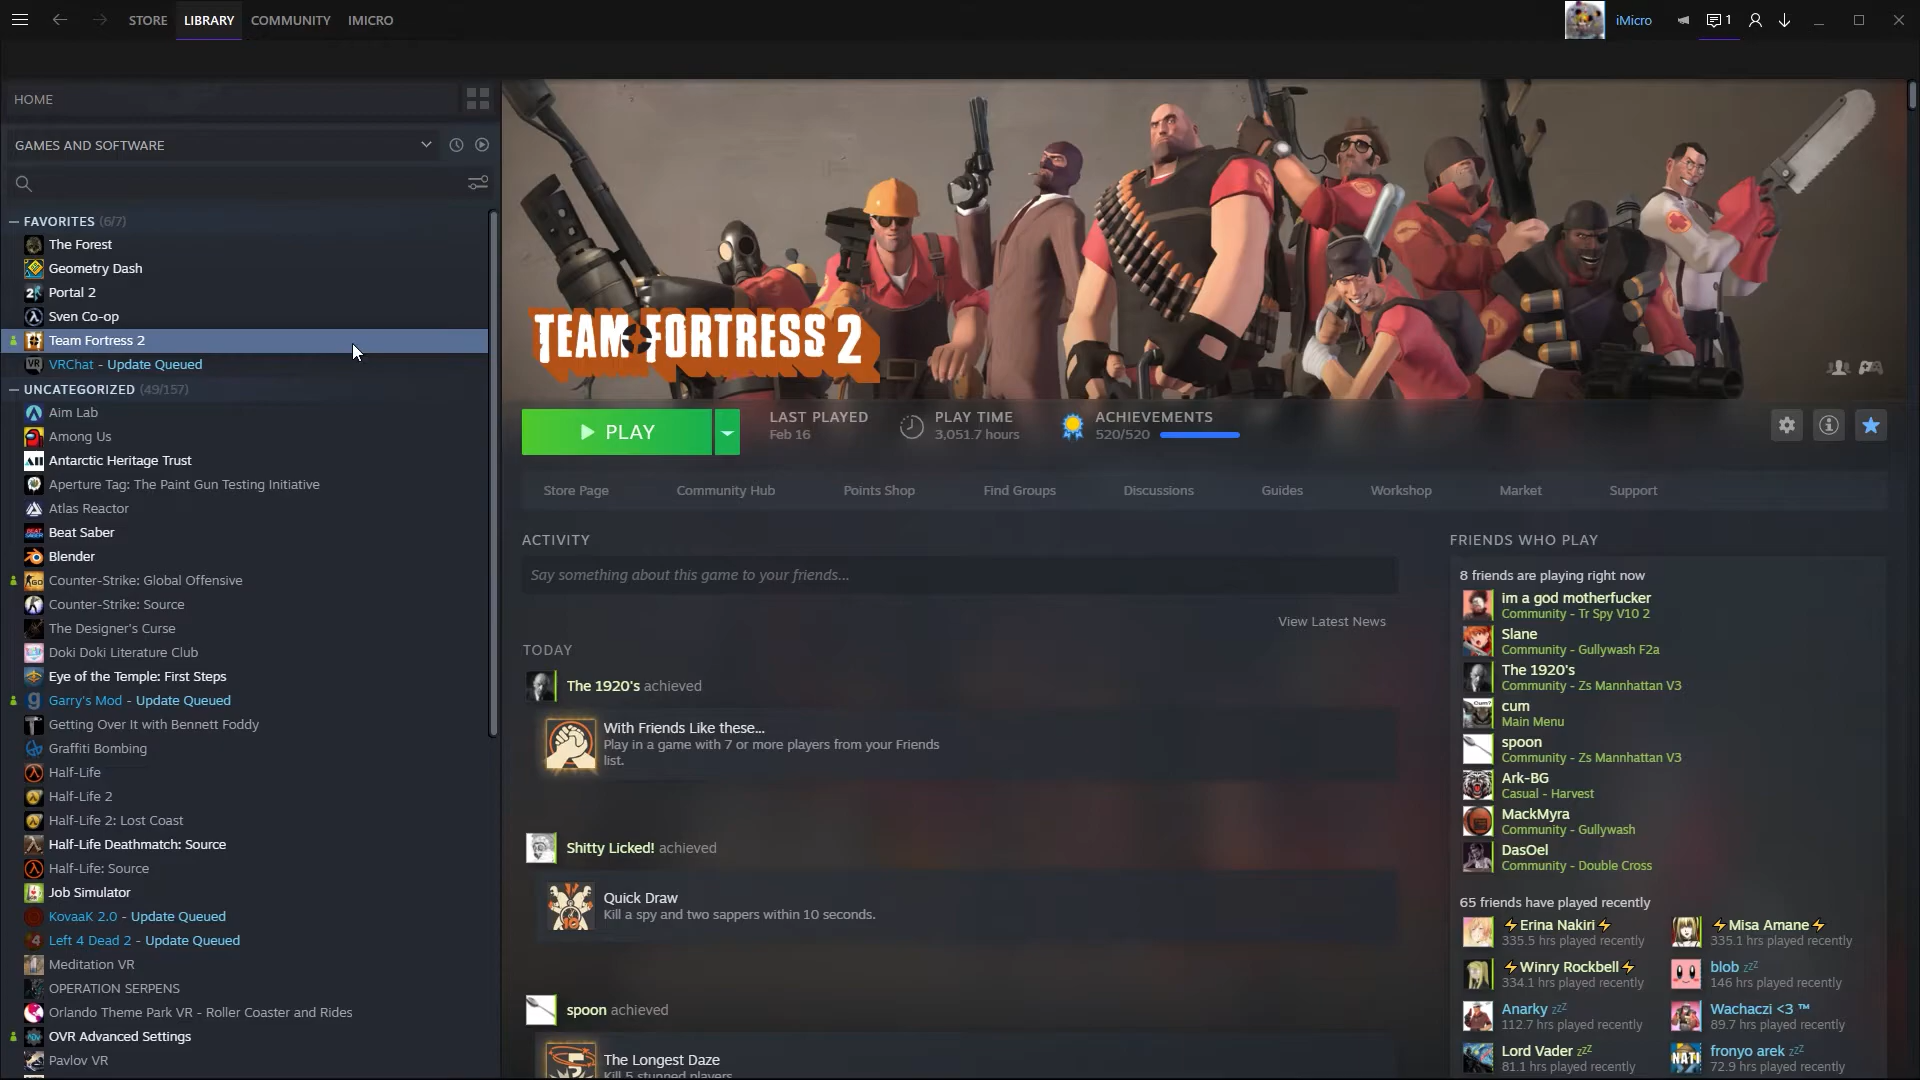 STORE LIBRARY COMMUNITY IMICRO
iMicro 1
HOME
GAMES AND SOFTWARE
FAVORITES (6/7)
The Forest
Geometry Dash
Portal 2
Sven Co-op
Team Fortress 2
VRChat - Update Queued
UNCATEGORIZED (49/157)
Aim Lab
Among Us
Antarctic Heritage Trust
Aperture Tag: The Paint Gun Testing Initiative
Atlas Reactor
Beat Saber
Blender
Counter-Strike: Global Offensive
Counter-Strike: Source
The Designer's Curse
Doki Doki Literature Club
Eye of the Temple: First Steps
Garry's Mod - Update Queued
Getting Over It with Bennett Foddy
Graffiti Bombing
Half-Life
Half-Life 2
Half-Life 2: Lost Coast
Half-Life Deathmatch: Source
Half-Life: Source
Job Simulator
KovaaK 2.0 - Update Queued
Left 4 Dead 2 - Update Queued
Meditation VR
OPERATION SERPENS
Orlando Theme Park VR - Roller Coaster and Rides
OVR Advanced Settings
Pavlov VR
TEAM FORTRESS 2
PLAY
LAST PLAYED
Feb 16
PLAY TIME
3,051.7 hours
ACHIEVEMENTS
520/520
Store Page Community Hub Points Shop Find Groups Discussions Guides Workshop Market Support
ACTIVITY
Say something about this game to your friends...
View Latest News
TODAY
The 1920's achieved
With Friends Like these...
Play in a game with 7 or more players from your Friends
list.
Shitty Licked! achieved
Quick Draw
Kill a spy and two sappers within 10 seconds.
spoon achieved
The Longest Daze
Kill 5 stunned players
FRIENDS WHO PLAY
8 friends are playing right now
im a god motherfucker
Community - Tr Spy V10 2
Slane
Community - Gullywash F2a
The 1920's
Community - Zs Mannhattan V3
cum
Main Menu
spoon
Community - Zs Mannhattan V3
Ark-BG
Casual - Harvest
MackMyra
Community - Gullywash
DasOel
Community - Double Cross
65 friends have played recently
⚡Erina Nakiri⚡
335.5 hrs played recently
⚡Misa Amane⚡
335.1 hrs played recently
⚡Winry Rockbell⚡
334.1 hrs played recently
blob zzZ
146 hrs played recently
Anarky zzZ
112.7 hrs played recently
Wachaczi <3 ™
89.7 hrs played recently
Lord Vader zzZ
81.1 hrs played recently
fronyo arek zzZ
72.9 hrs played recently